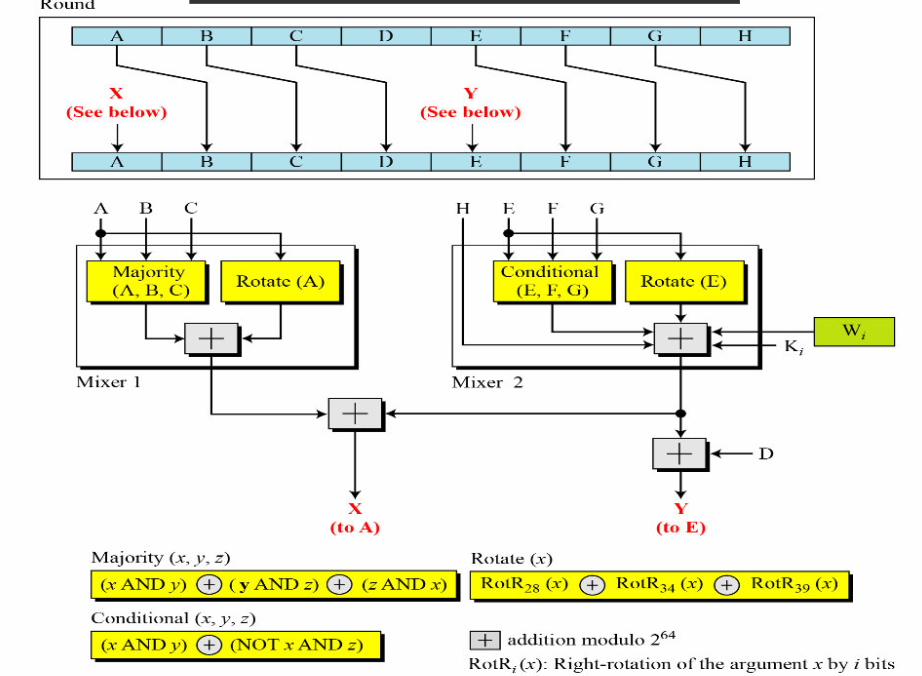 Round
A B C D E F G H
X Y
(See below) (See below)
A B C D E F G H
A B C H E F G
Majority Conditional
(A, B, C) Rotate (A) (E, F, G) Rotate (E)
+ + Wi
Ki
Mixer 1 Mixer 2
+
+ D
X Y
(to A) (to E)
Majority (x, y, z) Rotate (x)
(x AND y) + (y AND z) + (z AND x) RotR28 (x) + RotR34 (x) + RotR39 (x)
Conditional (x, y, z)
(x AND y) + (NOT x AND z) + addition modulo 2^64
RotRi (x): Right-rotation of the argument x by i bits